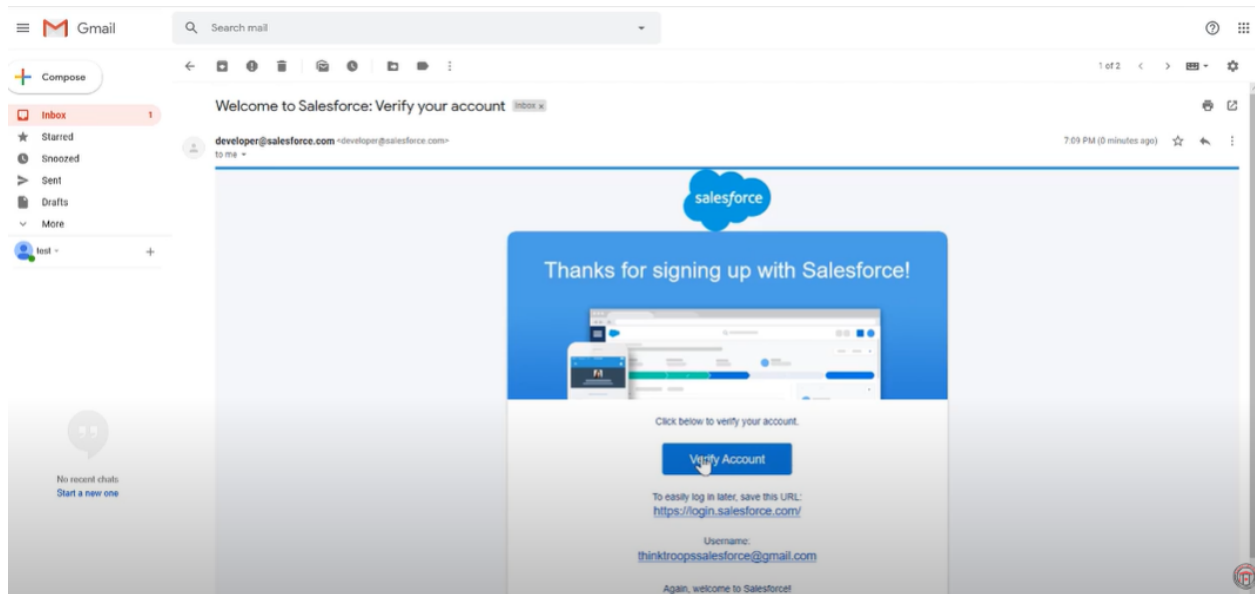 Gmail
Search mail
Compose
1 of 2
Inbox 1
Starred
Snoozed
Sent
Drafts
More
test
No recent chats
Start a new one
Welcome to Salesforce: Verify your account Inbox x
developer@salesforce.com <developer@salesforce.com>
to me
7:09 PM (0 minutes ago)
salesforce
Thanks for signing up with Salesforce!
Click below to verify your account.
Verify Account
To easily log in later, save this URL:
https://login.salesforce.com/
Username:
thinktroopssalesforce@gmail.com
Again, welcome to Salesforce!